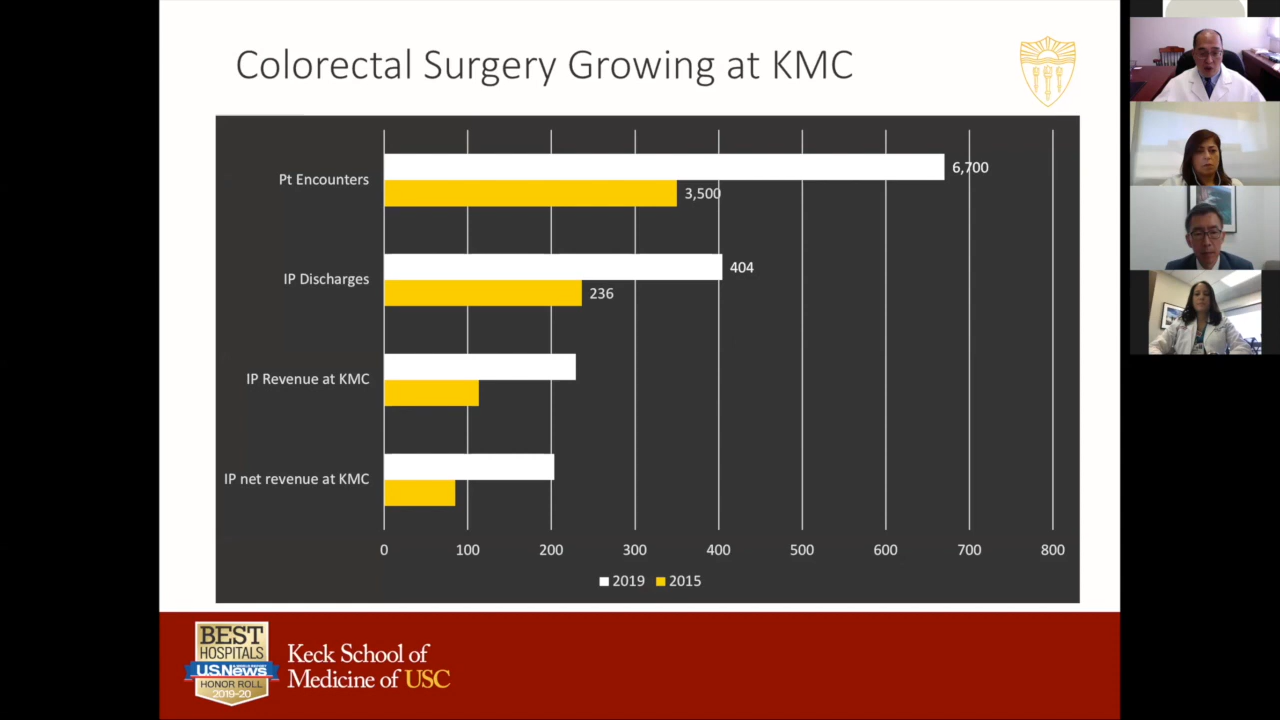 Colorectal Surgery Growing at KMC
Pt Encounters
6,700
3,500
IP Discharges
404
236
IP Revenue at KMC
IP net revenue at KMC
0 100 200 300 400 500 600 700 800
2019 2015
BEST
HOSPITALS
U.S.News
HONOR ROLL
2019-20
Keck School of
Medicine of USC